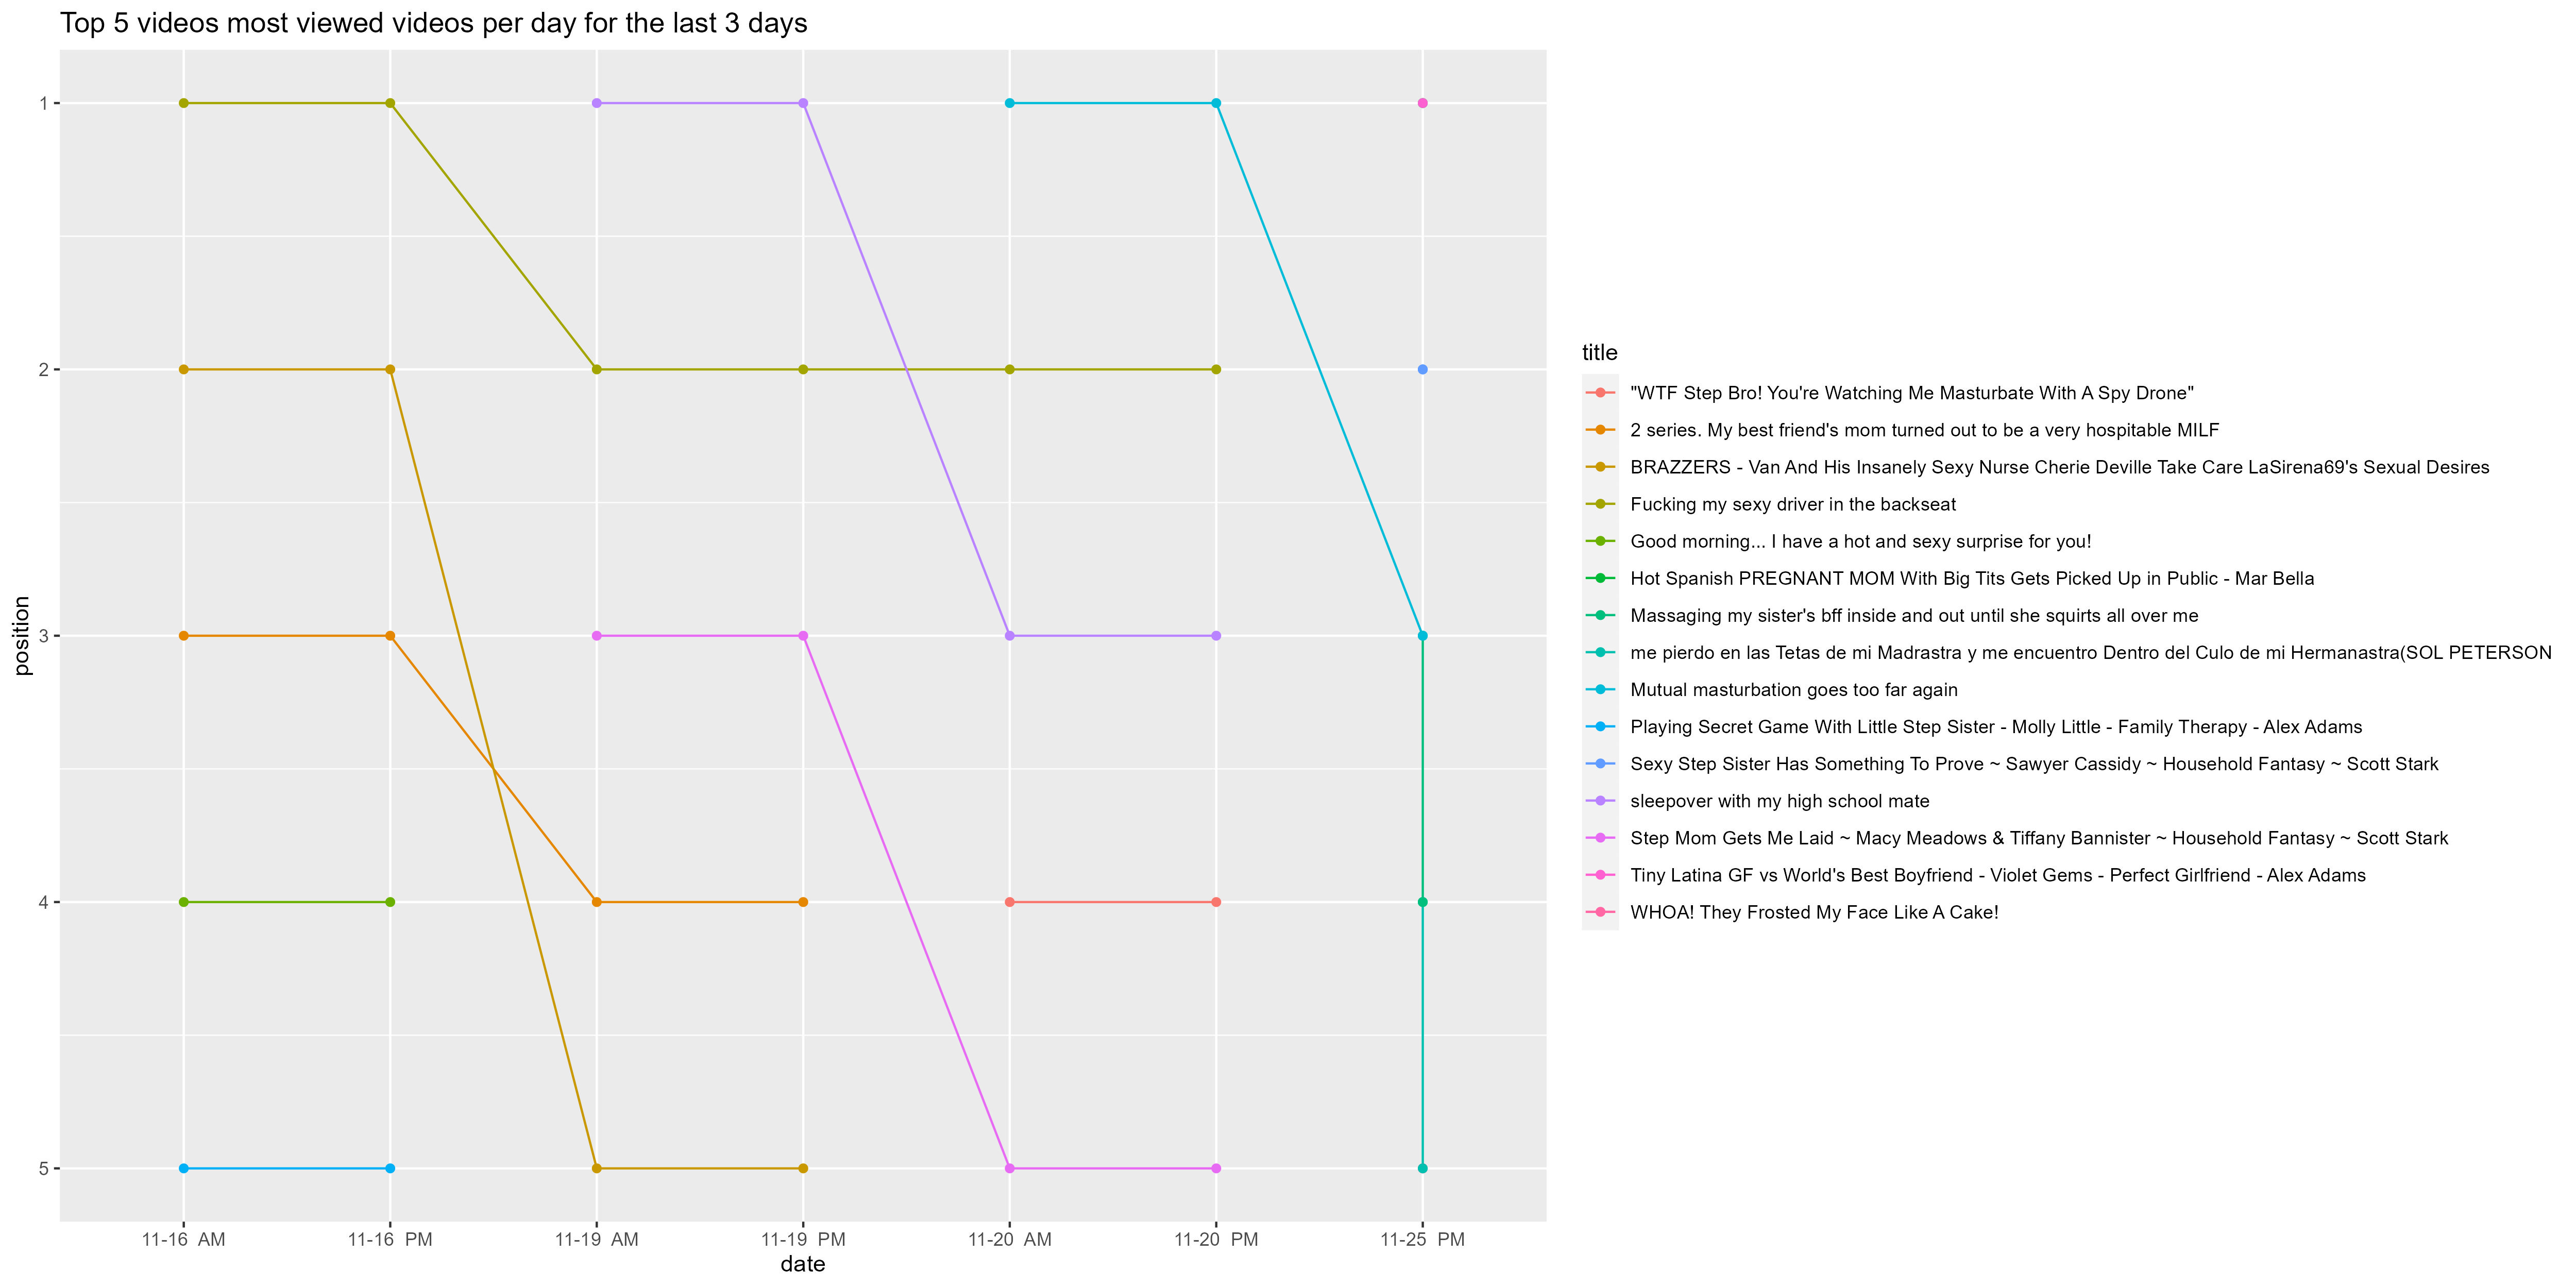 Top 5 videos most viewed videos per day for the last 3 days
position
1
2
3
4
5
11-16 AM
11-16 PM
11-19 AM
11-19 PM
11-20 AM
11-20 PM
11-25 PM
date
title
"WTF Step Bro! You're Watching Me Masturbate With A Spy Drone"
2 series. My best friend's mom turned out to be a very hospitable MILF
BRAZZERS - Van And His Insanely Sexy Nurse Cherie Deville Take Care LaSirena69's Sexual Desires
Fucking my sexy driver in the backseat
Good morning... I have a hot and sexy surprise for you!
Hot Spanish PREGNANT MOM With Big Tits Gets Picked Up in Public - Mar Bella
Massaging my sister's bff inside and out until she squirts all over me
me pierdo en las Tetas de mi Madrastra y me encuentro Dentro del Culo de mi Hermanastra(SOL PETERSON
Mutual masturbation goes too far again
Playing Secret Game With Little Step Sister - Molly Little - Family Therapy - Alex Adams
Sexy Step Sister Has Something To Prove ~ Sawyer Cassidy ~ Household Fantasy ~ Scott Stark
sleepover with my high school mate
Step Mom Gets Me Laid ~ Macy Meadows & Tiffany Bannister ~ Household Fantasy ~ Scott Stark
Tiny Latina GF vs World's Best Boyfriend - Violet Gems - Perfect Girlfriend - Alex Adams
WHOA! They Frosted My Face Like A Cake!